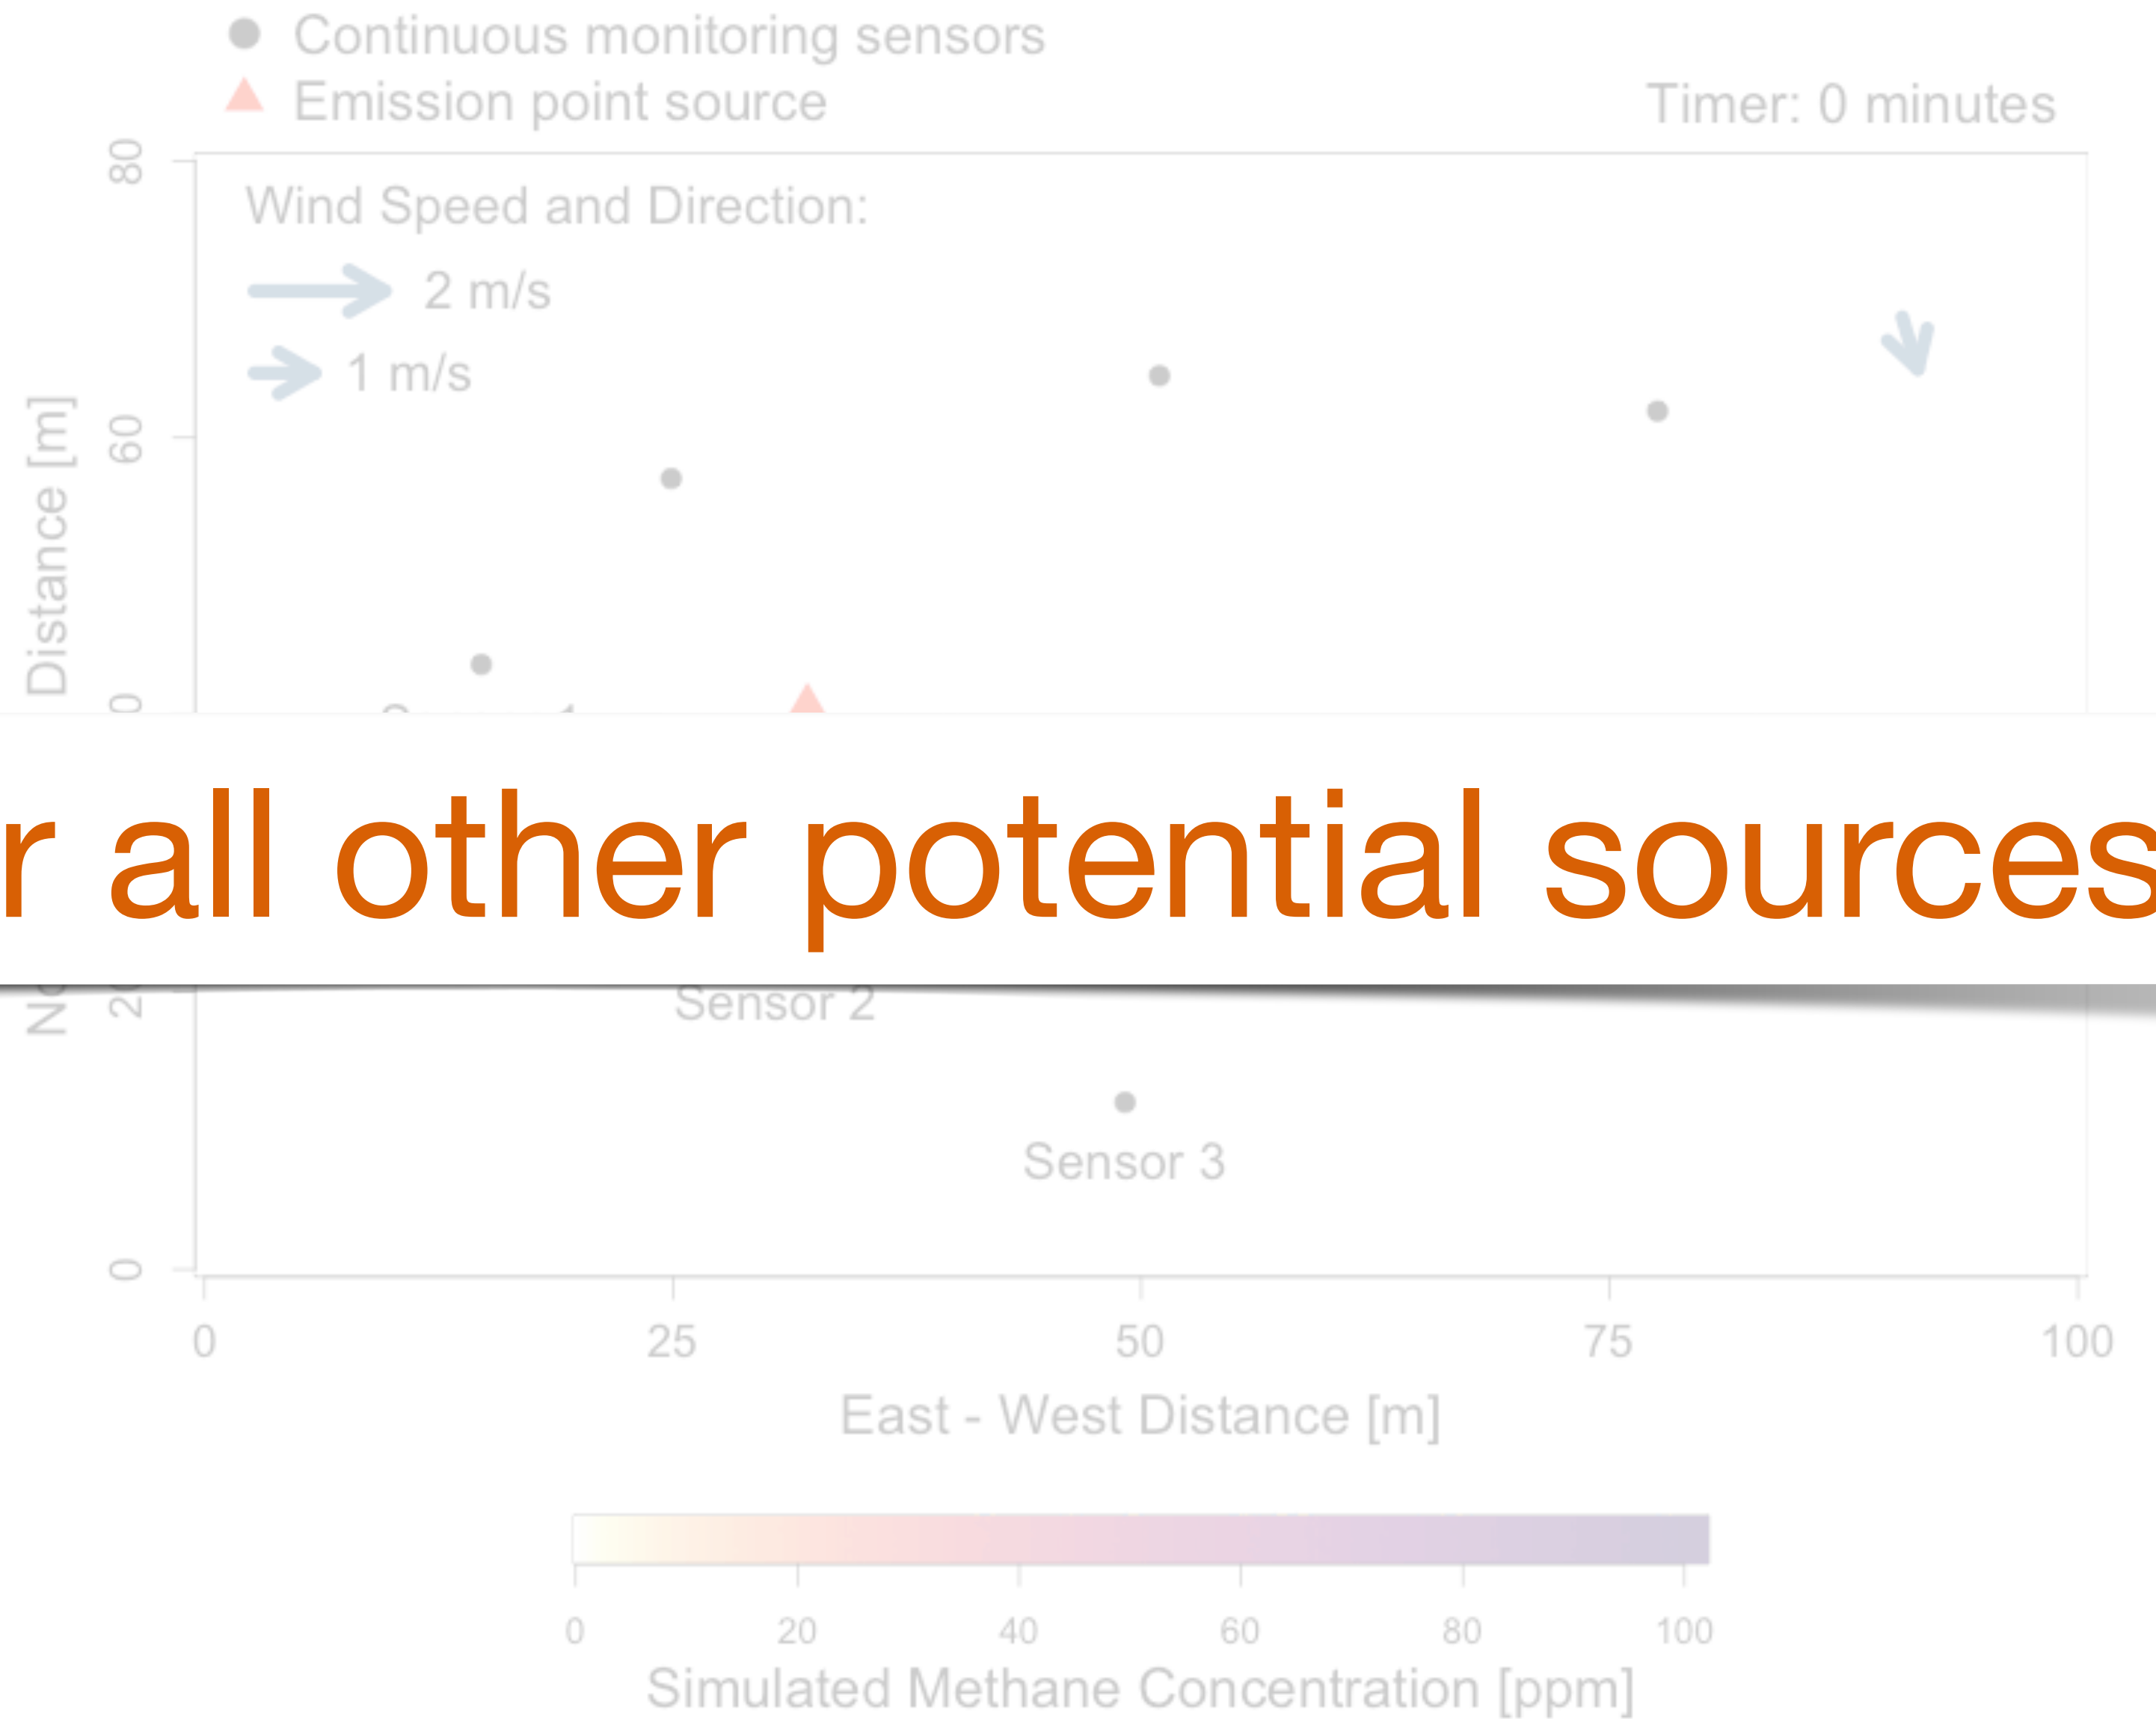 Continuous monitoring sensors
Emission point source
Timer: 0 minutes
80
Wind Speed and Direction:
2 m/s
1 m/s
60
Distance [m]
r all other potential sources
Sensor 2
Sensor 3
0
0 25 50 75 100
East - West Distance [m]
0 20 40 60 80 100
Simulated Methane Concentration [ppm]